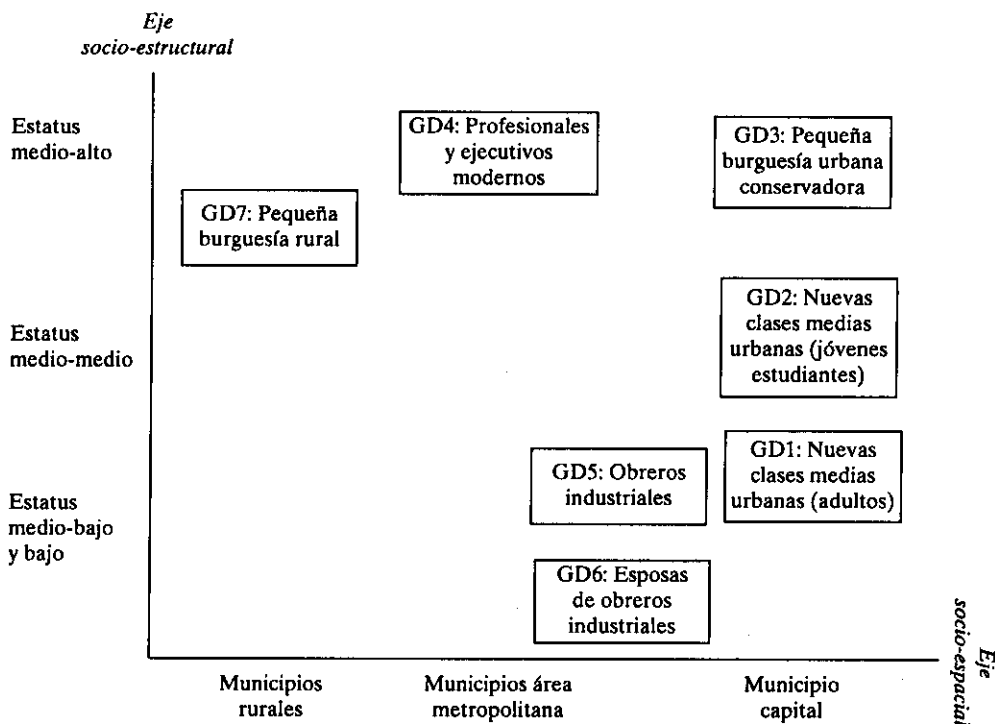 Eje
socio-estructural
Estatus
medio-alto
GD4: Profesionales
y ejecutivos
modernos
GD3: Pequeña
burguesía urbana
conservadora
GD7: Pequeña
burguesía rural
Estatus
medio-medio
GD2: Nuevas
clases medias
urbanas (jóvenes
estudiantes)
GD5: Obreros
industriales
GD1: Nuevas
clases medias
urbanas (adultos)
Estatus
medio-bajo
y bajo
GD6: Esposas
de obreros
industriales
Eje
socio-espacial
Municipios
rurales
Municipios área
metropolitana
Municipio
capital